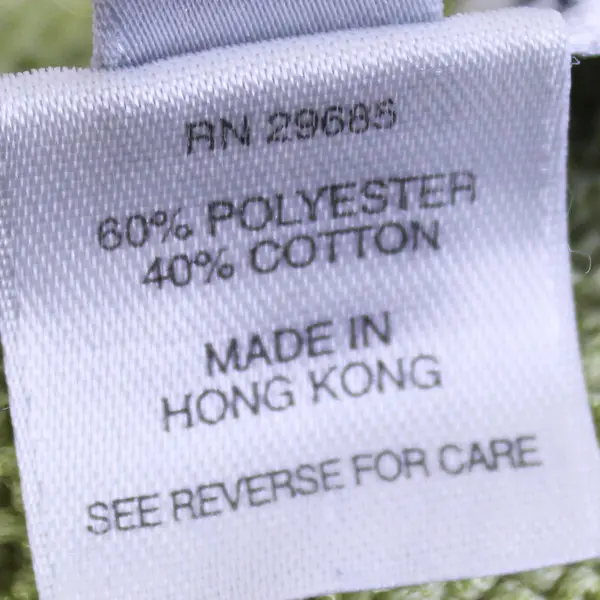 RN 29685
60% POLYESTER
40% COTTON
MADE IN
HONG KONG
SEE REVERSE FOR CARE